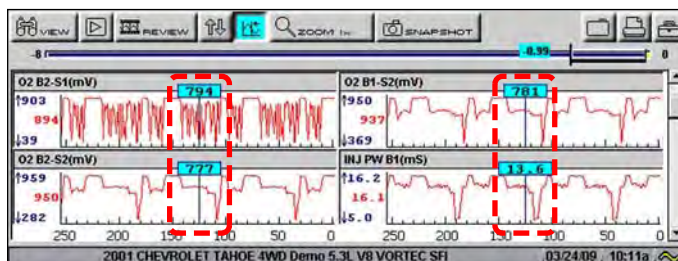 VIEW REVIEW ZOOM 1x SNAPSHOT
-8 -0.99 0
O2 B2-S1(mV) O2 B1-S2(mV)
794 781
↑903 ↑950
894 937
↓39 ↓369
O2 B2-S2(mV) INJ PW B1(mS)
777 13.6
↑959 ↑16.2
950 16.1
↓282 ↓5.0
250 200 150 100 50 0 250 200 150 100 50 0
2001 CHEVROLET TAHOE 4WD Demo 5.3L V8 VORTEC SFI 03/24/09 10:11a